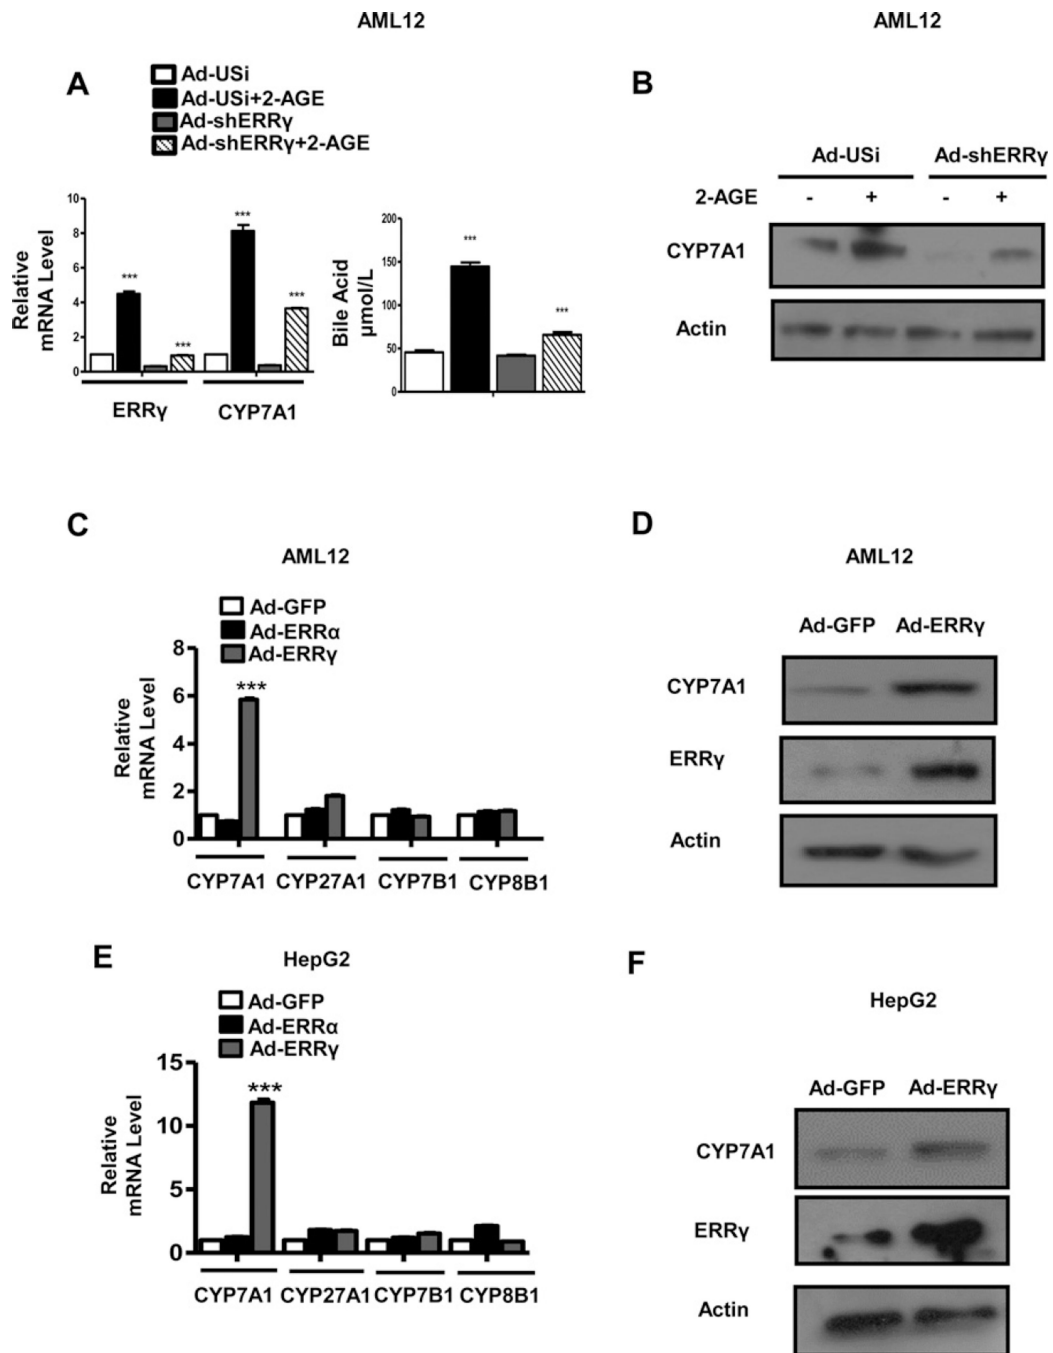 AML12
AML12
A
Ad-USi
Ad-USi+2-AGE
Ad-shERRγ
Ad-shERRγ+2-AGE
Relative
mRNA Level
10
8
6
4
2
0
***
***
***
***
ERRγ
CYP7A1
Bile Acid
µmol/L
200
150
100
50
0
***
***
B
Ad-USi
Ad-shERRγ
2-AGE - + - +
CYP7A1
Actin
C
AML12
Ad-GFP
Ad-ERRα
Ad-ERRγ
Relative
mRNA Level
8
6
4
2
0
***
CYP7A1 CYP27A1 CYP7B1 CYP8B1
D
AML12
Ad-GFP Ad-ERRγ
CYP7A1
ERRγ
Actin
E
HepG2
Ad-GFP
Ad-ERRα
Ad-ERRγ
Relative
mRNA Level
15
10
5
0
***
CYP7A1 CYP27A1 CYP7B1 CYP8B1
F
HepG2
Ad-GFP Ad-ERRγ
CYP7A1
ERRγ
Actin